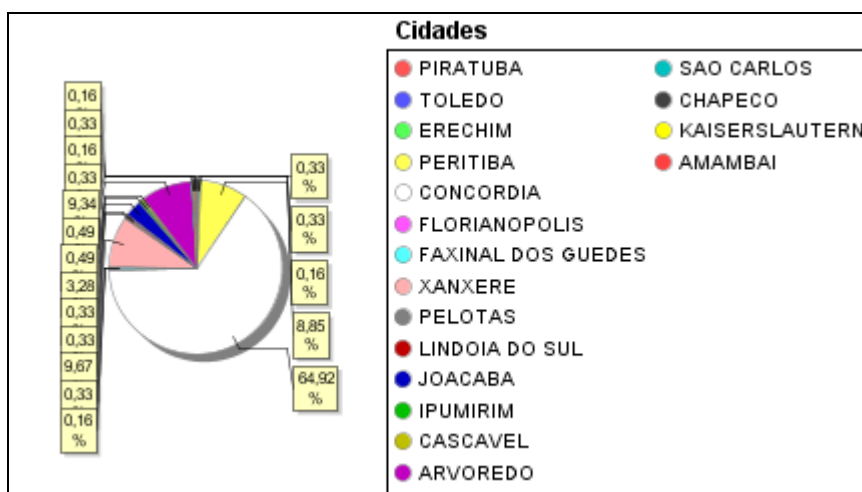 Cidades
0,16
%
0,33
0,16
0,33
9,34
0,49
0,49
3,28
0,33
0,33
9,67
0,33
0,16
%
0,33
%
0,33
%
0,16
%
8,85
%
64,92
%
PIRATUBA
TOLEDO
ERECHIM
PERITIBA
CONCORDIA
FLORIANOPOLIS
FAXINAL DOS GUEDES
XANXERE
PELOTAS
LINDOIA DO SUL
JOACABA
IPUMIRIM
CASCAVEL
ARVOREDO
SAO CARLOS
CHAPECO
KAISERSLAUTERN
AMAMBAI